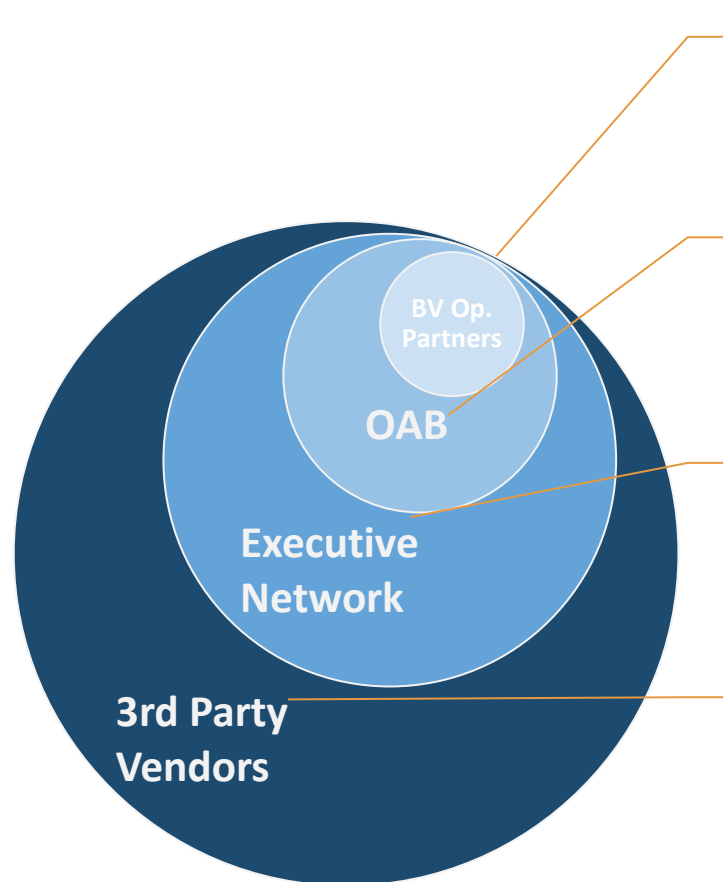 BV Op.
Partners
OAB
Executive
Network
3rd Party
Vendors